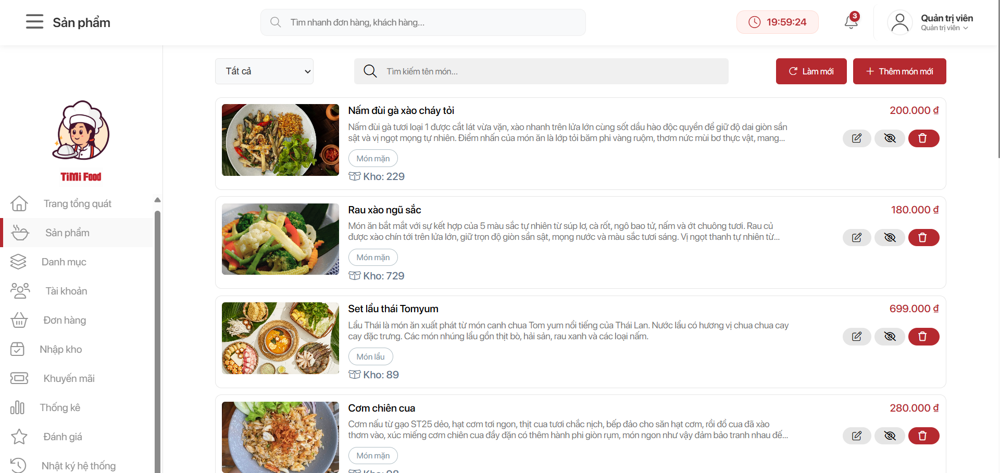 Sản phẩm
Tìm nhanh đơn hàng, khách hàng...
19:59:24
3
Quản trị viên
Quản trị viên
TiMi Food
Trang tổng quát
Sản phẩm
Danh mục
Tài khoản
Đơn hàng
Nhập kho
Khuyến mãi
Thống kê
Đánh giá
Nhật ký hệ thống
Tất cả
Tìm kiếm tên món...
Làm mới
Thêm món mới
Nấm đùi gà xào cháy tỏi
200.000 ₫
Nấm đùi gà tươi loại 1 được cắt lát vừa vặn, xào nhanh trên lửa lớn cùng sốt dầu hào độc quyền để giữ độ dai giòn sần
sật và vị ngọt mọng tự nhiên. Điểm nhấn của món ăn là lớp tỏi băm phi vàng ruộm, thơm nức mùi bơ thực vật, mang...
Món mặn
Kho: 229
Rau xào ngũ sắc
180.000 ₫
Món ăn bắt mắt với sự kết hợp của 5 màu sắc tự nhiên từ súp lơ, cà rốt, ngô bao tử, nấm và ớt chuông tươi. Rau củ
được xào chín tới trên lửa lớn, giữ trọn độ giòn sần sật, mọng nước và màu sắc tươi sáng. Vị ngọt thanh tự nhiên từ...
Món mặn
Kho: 729
Set lẩu thái Tomyum
699.000 ₫
Lẩu Thái là món ăn xuất phát từ món canh chua Tom yum nổi tiếng của Thái Lan. Nước lẩu có hương vị chua chua cay
cay đặc trưng. Các món nhúng lẩu gồn thịt bò, hải sản, rau xanh và các loại nấm.
Món lẩu
Kho: 89
Cơm chiên cua
280.000 ₫
Cơm nấu từ gạo ST25 dẻo, hạt cơm tơi ngon, thịt cua tươi chắc nịch, bếp đảo cho săn hạt cơm, rồi đổ cua đã xào
thơm vào, xúc miếng cơm chiên cua đầy đặn có thêm hành phi giòn rụm, món ngon như vậy đảm bảo tranh nhau đế...
Món mặn
Kho: 98